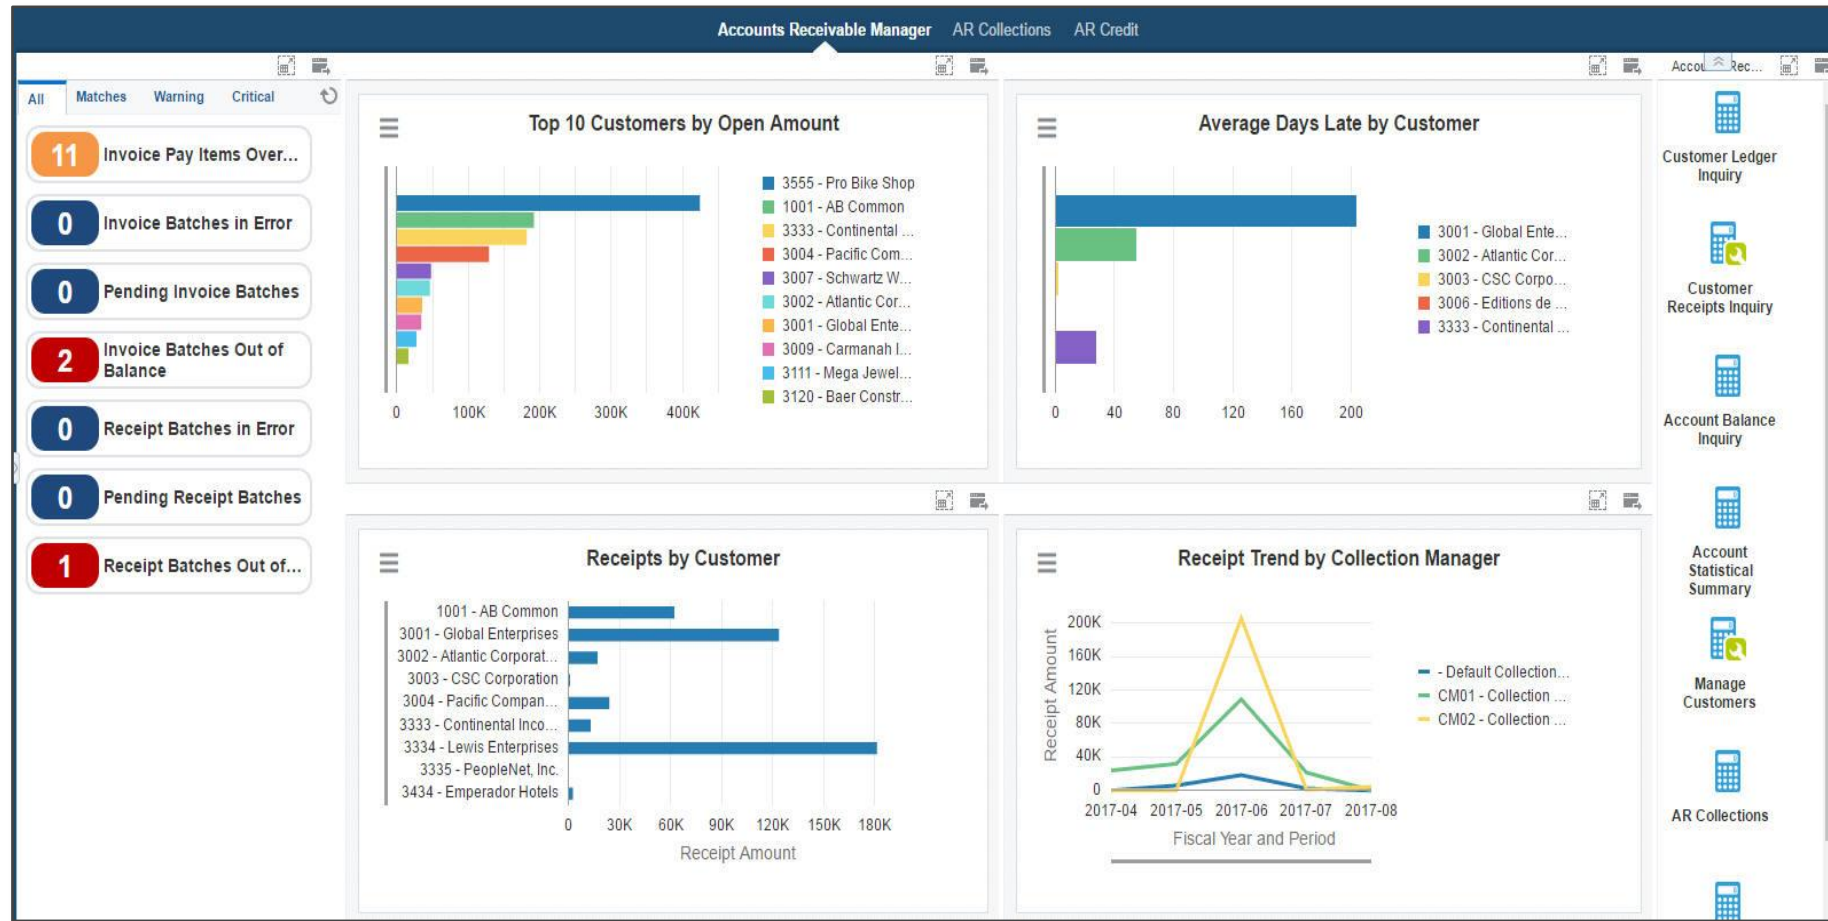 Accounts Receivable Manager AR Collections AR Credit
All Matches Warning Critical
11 Invoice Pay Items Over...
0 Invoice Batches in Error
0 Pending Invoice Batches
2 Invoice Batches Out of
Balance
0 Receipt Batches in Error
0 Pending Receipt Batches
1 Receipt Batches Out of...
Top 10 Customers by Open Amount
3555 - Pro Bike Shop
1001 - AB Common
3333 - Continental ...
3004 - Pacific Com...
3007 - Schwartz W...
3002 - Atlantic Cor...
3001 - Global Ente...
3009 - Carmanah I...
3111 - Mega Jewel...
3120 - Baer Constr...
0 100K 200K 300K 400K
Average Days Late by Customer
3001 - Global Ente...
3002 - Atlantic Cor...
3003 - CSC Corpo...
3006 - Editions de ...
3333 - Continental ...
0 40 80 120 160 200
Receipts by Customer
1001 - AB Common
3001 - Global Enterprises
3002 - Atlantic Corporat...
3003 - CSC Corporation
3004 - Pacific Compan...
3333 - Continental Inco...
3334 - Lewis Enterprises
3335 - PeopleNet, Inc.
3434 - Emperador Hotels
0 30K 60K 90K 120K 150K 180K
Receipt Amount
Receipt Trend by Collection Manager
Receipt Amount
200K
160K
120K
80K
40K
0
2017-04 2017-05 2017-06 2017-07 2017-08
Fiscal Year and Period
- Default Collection...
CM01 - Collection ...
CM02 - Collection ...
Customer Ledger
Inquiry
Customer
Receipts Inquiry
Account Balance
Inquiry
Account
Statistical
Summary
Manage
Customers
AR Collections